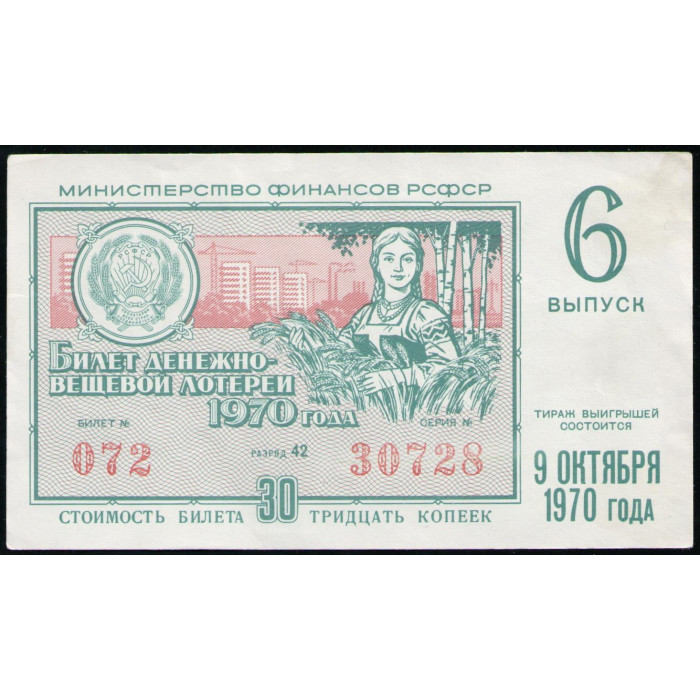 МИНИСТЕРСТВО ФИНАНСОВ РСФСР
РСФСР
6
ВЫПУСК
БИЛЕТ ДЕНЕЖНО-
ВЕЩЕВОЙ ЛОТЕРЕИ
1970 ГОДА
БИЛЕТ №
СЕРИЯ №
072
РАЗРЯД 42
30728
ТИРАЖ ВЫИГРЫШЕЙ
СОСТОИТСЯ
9 ОКТЯБРЯ
1970 ГОДА
СТОИМОСТЬ БИЛЕТА 30 ТРИДЦАТЬ КОПЕЕК